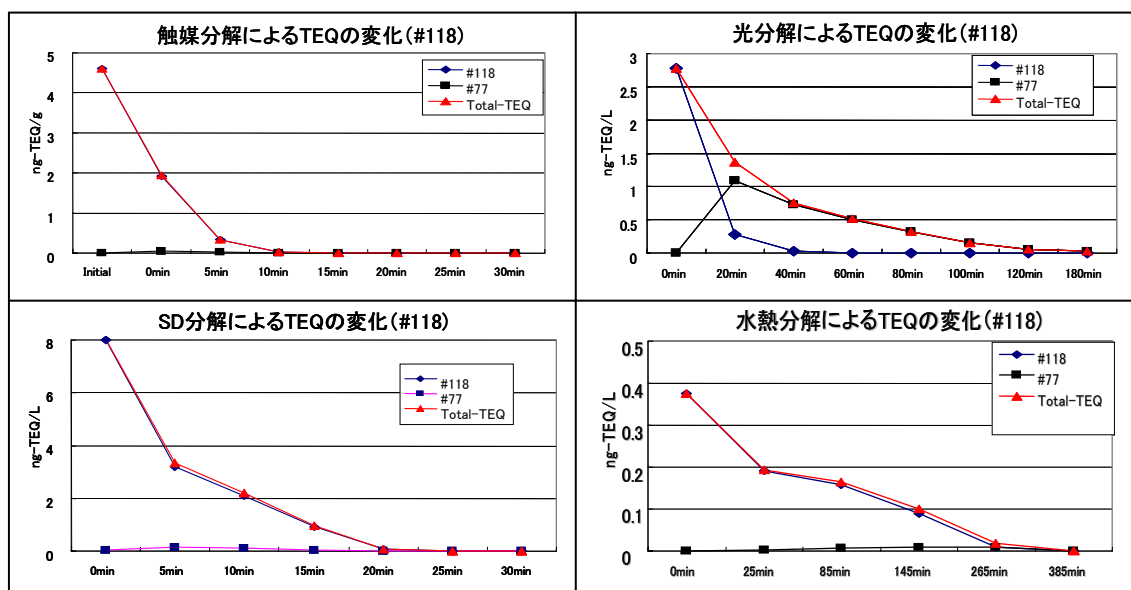 触媒分解によるTEQの変化(#118)
ng-TEQ/g
5
4
3
2
1
0
#118
#77
Total-TEQ
Initial 0min 5min 10min 15min 20min 25min 30min
光分解によるTEQの変化(#118)
ng-TEQ/L
3
2.5
2
1.5
1
0.5
0
#118
#77
Total-TEQ
0min 20min 40min 60min 80min 100min 120min 180min
SD分解によるTEQの変化(#118)
ng-TEQ/L
8
6
4
2
0
#118
#77
Total-TEQ
0min 5min 10min 15min 20min 25min 30min
水熱分解によるTEQの変化(#118)
ng-TEQ/L
0.5
0.4
0.3
0.2
0.1
0
#118
#77
Total-TEQ
0min 25min 85min 145min 265min 385min